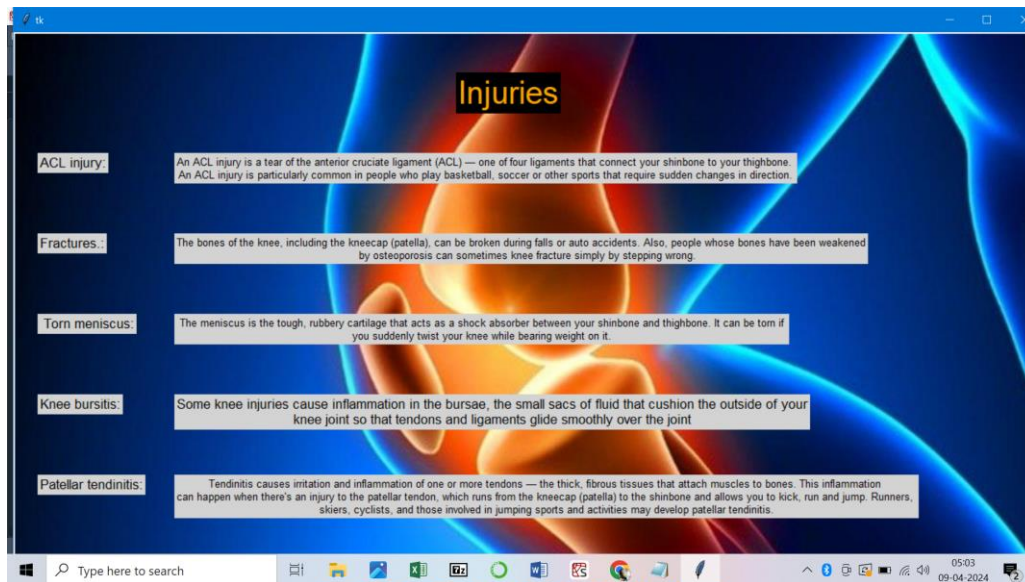 tk
Injuries
ACL injury:
An ACL injury is a tear of the anterior cruciate ligament (ACL) — one of four ligaments that connect your shinbone to your thighbone.
An ACL injury is particularly common in people who play basketball, soccer or other sports that require sudden changes in direction.
Fractures.:
The bones of the knee, including the kneecap (patella), can be broken during falls or auto accidents. Also, people whose bones have been weakened
by osteoporosis can sometimes knee fracture simply by stepping wrong.
Torn meniscus:
The meniscus is the tough, rubbery cartilage that acts as a shock absorber between your shinbone and thighbone. It can be torn if
you suddenly twist your knee while bearing weight on it.
Knee bursitis:
Some knee injuries cause inflammation in the bursae, the small sacs of fluid that cushion the outside of your
knee joint so that tendons and ligaments glide smoothly over the joint
Patellar tendinitis:
Tendinitis causes irritation and inflammation of one or more tendons — the thick, fibrous tissues that attach muscles to bones. This inflammation
can happen when there's an injury to the patellar tendon, which runs from the kneecap (patella) to the shinbone and allows you to kick, run and jump. Runners,
skiers, cyclists, and those involved in jumping sports and activities may develop patellar tendinitis.
Type here to search
05:03
09-04-2024